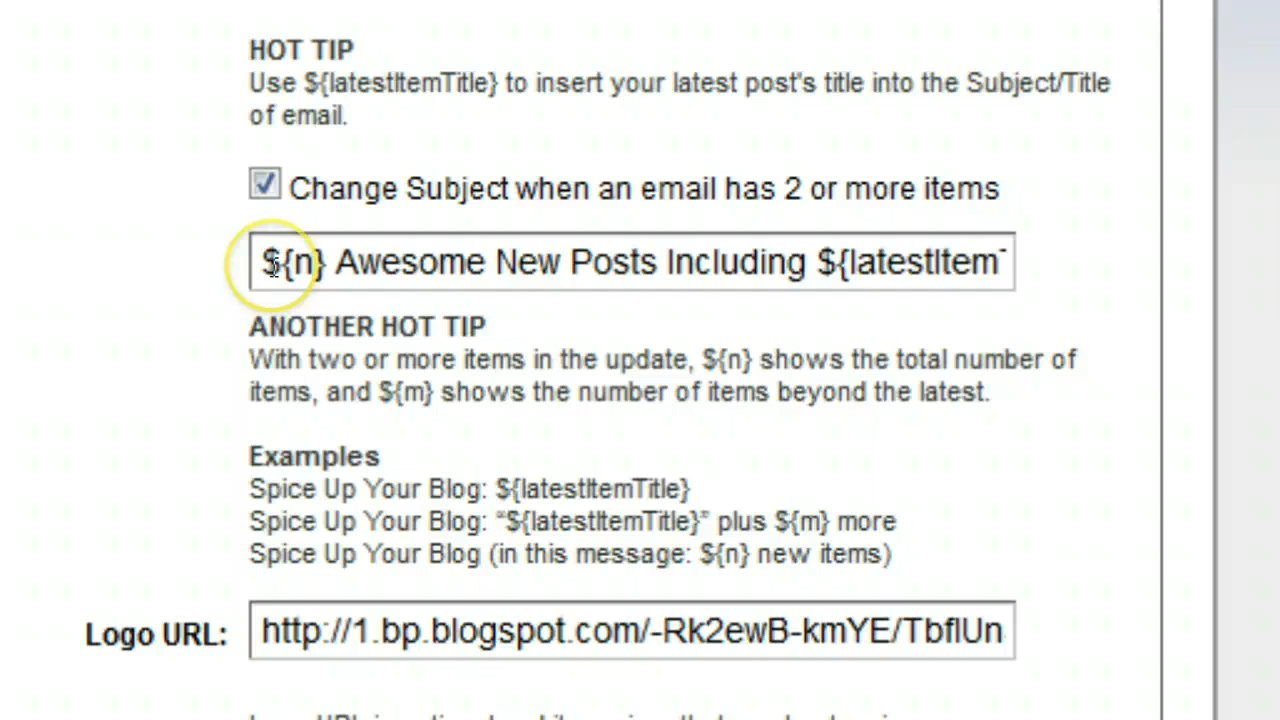 HOT TIP
Use ${latestItemTitle} to insert your latest post's title into the Subject/Title
of email.
Change Subject when an email has 2 or more items
${n} Awesome New Posts Including ${latestItem
ANOTHER HOT TIP
With two or more items in the update, ${n} shows the total number of
items, and ${m} shows the number of items beyond the latest.
Examples
Spice Up Your Blog: ${latestItemTitle}
Spice Up Your Blog: “${latestItemTitle}” plus ${m} more
Spice Up Your Blog (in this message: ${n} new items)
Logo URL: http://1.bp.blogspot.com/-Rk2ewB-kmYE/TbflUn